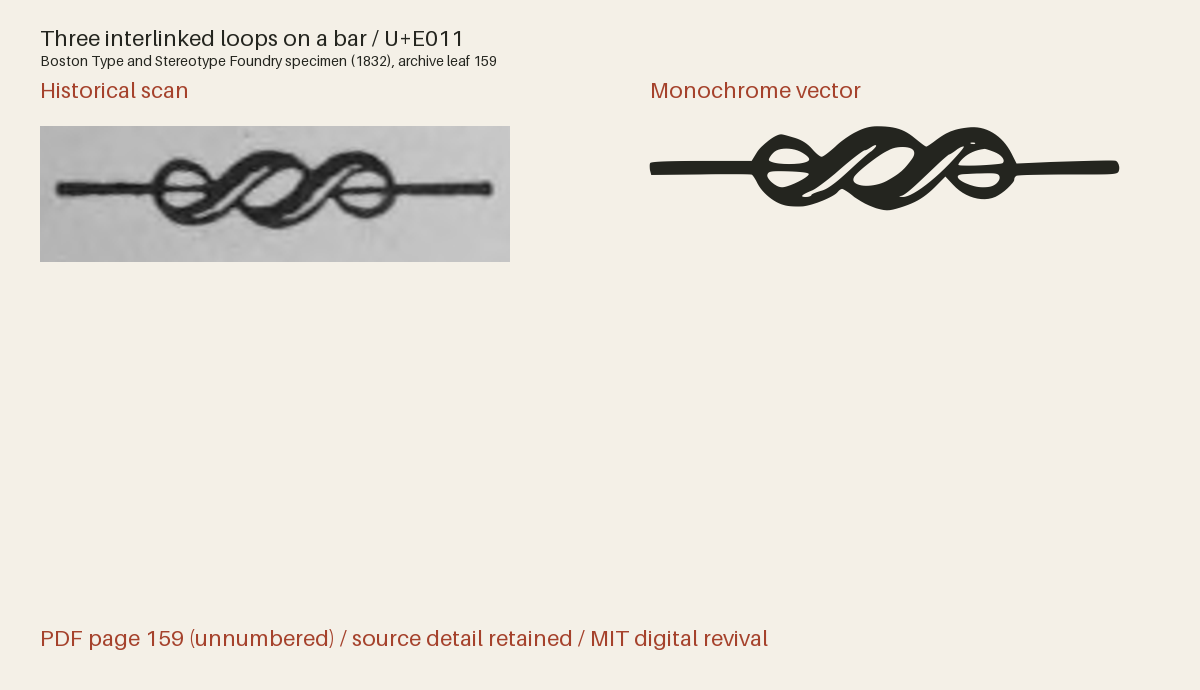 Three interlinked loops on a bar / U+E011
Boston Type and Stereotype Foundry specimen (1832), archive leaf 159
Historical scan
Monochrome vector
PDF page 159 (unnumbered) / source detail retained / MIT digital revival